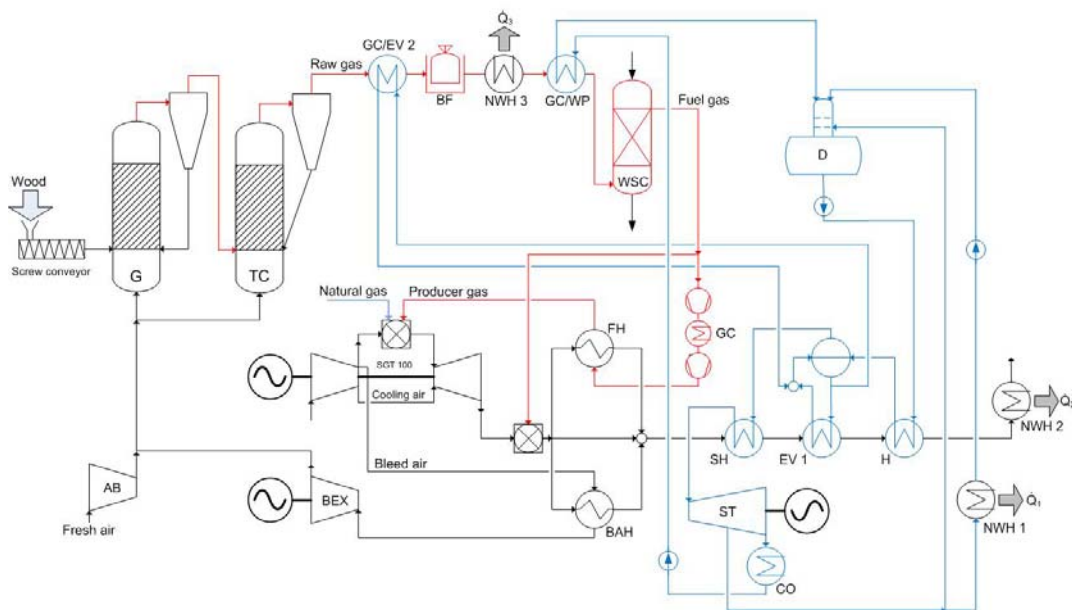 Q̇₃
GC/EV 2
Raw gas
BF
NWH 3
GC/WP
Fuel gas
D
WSC
Wood
Screw conveyor
G
TC
Natural gas
Producer gas
FH
GC
SGT 100
Cooling air
Bleed air
SH
EV 1
H
NWH 2
Q̇₂
AB
BEX
BAH
ST
NWH 1
Q̇₁
Fresh air
CO